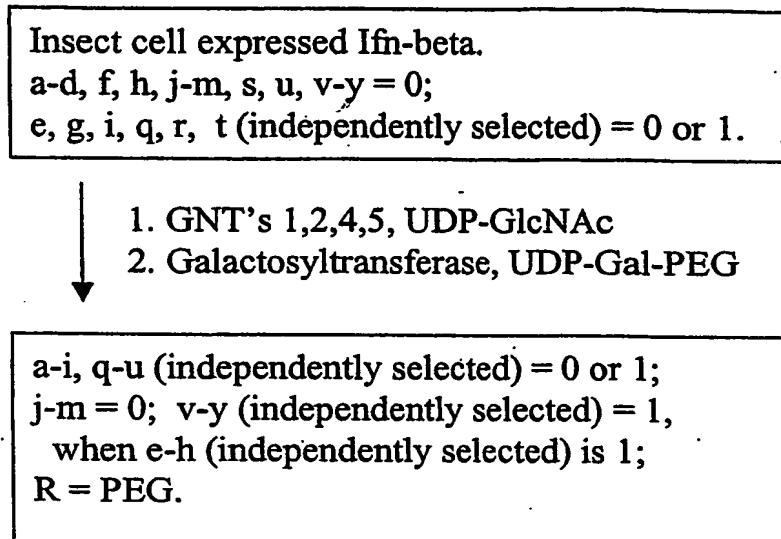 Insect cell expressed Ifn-beta.
a-d, f, h, j-m, s, u, v-y = 0;
e, g, i, q, r, t (independently selected) = 0 or 1.
1. GNT's 1,2,4,5, UDP-GlcNAc
2. Galactosyltransferase, UDP-Gal-PEG
a-i, q-u (independently selected) = 0 or 1;
j-m = 0; v-y (independently selected) = 1,
when e-h (independently selected) is 1;
R = PEG.